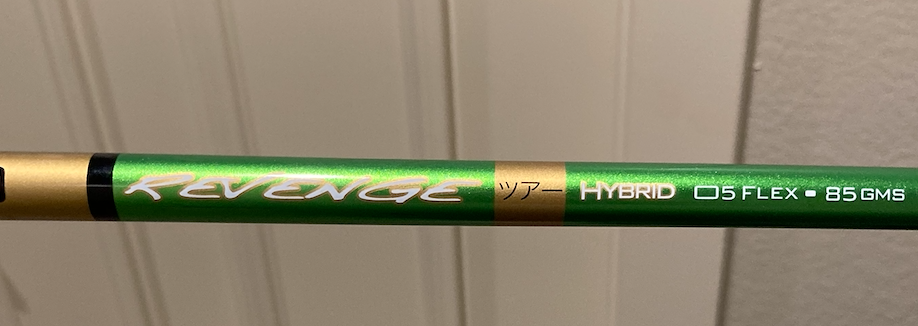 REVENGE ツアー HYBRID 05 FLEX - 85 GMS